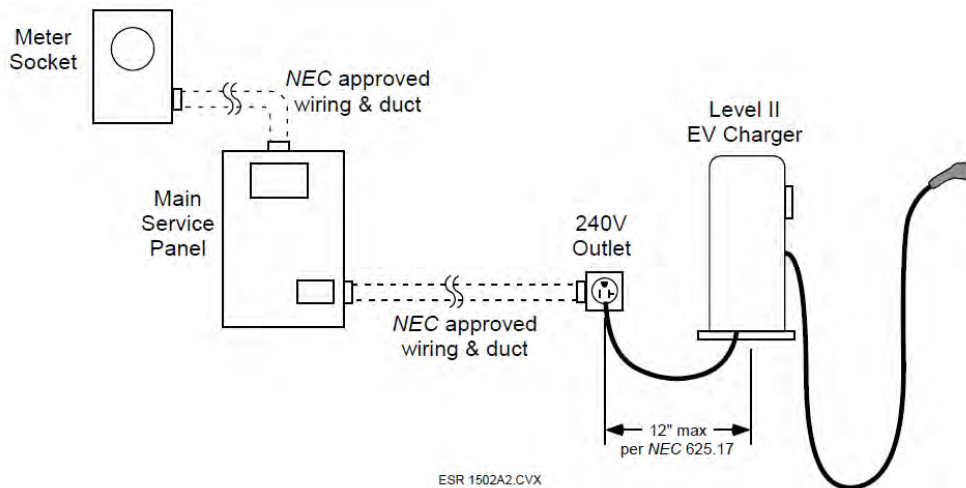 Meter
Socket
NEC approved
wiring & duct
Level II
EV Charger
Main
Service
Panel
240V
Outlet
NEC approved
wiring & duct
12" max
per NEC 625.17
ESR 1502A2.CVX